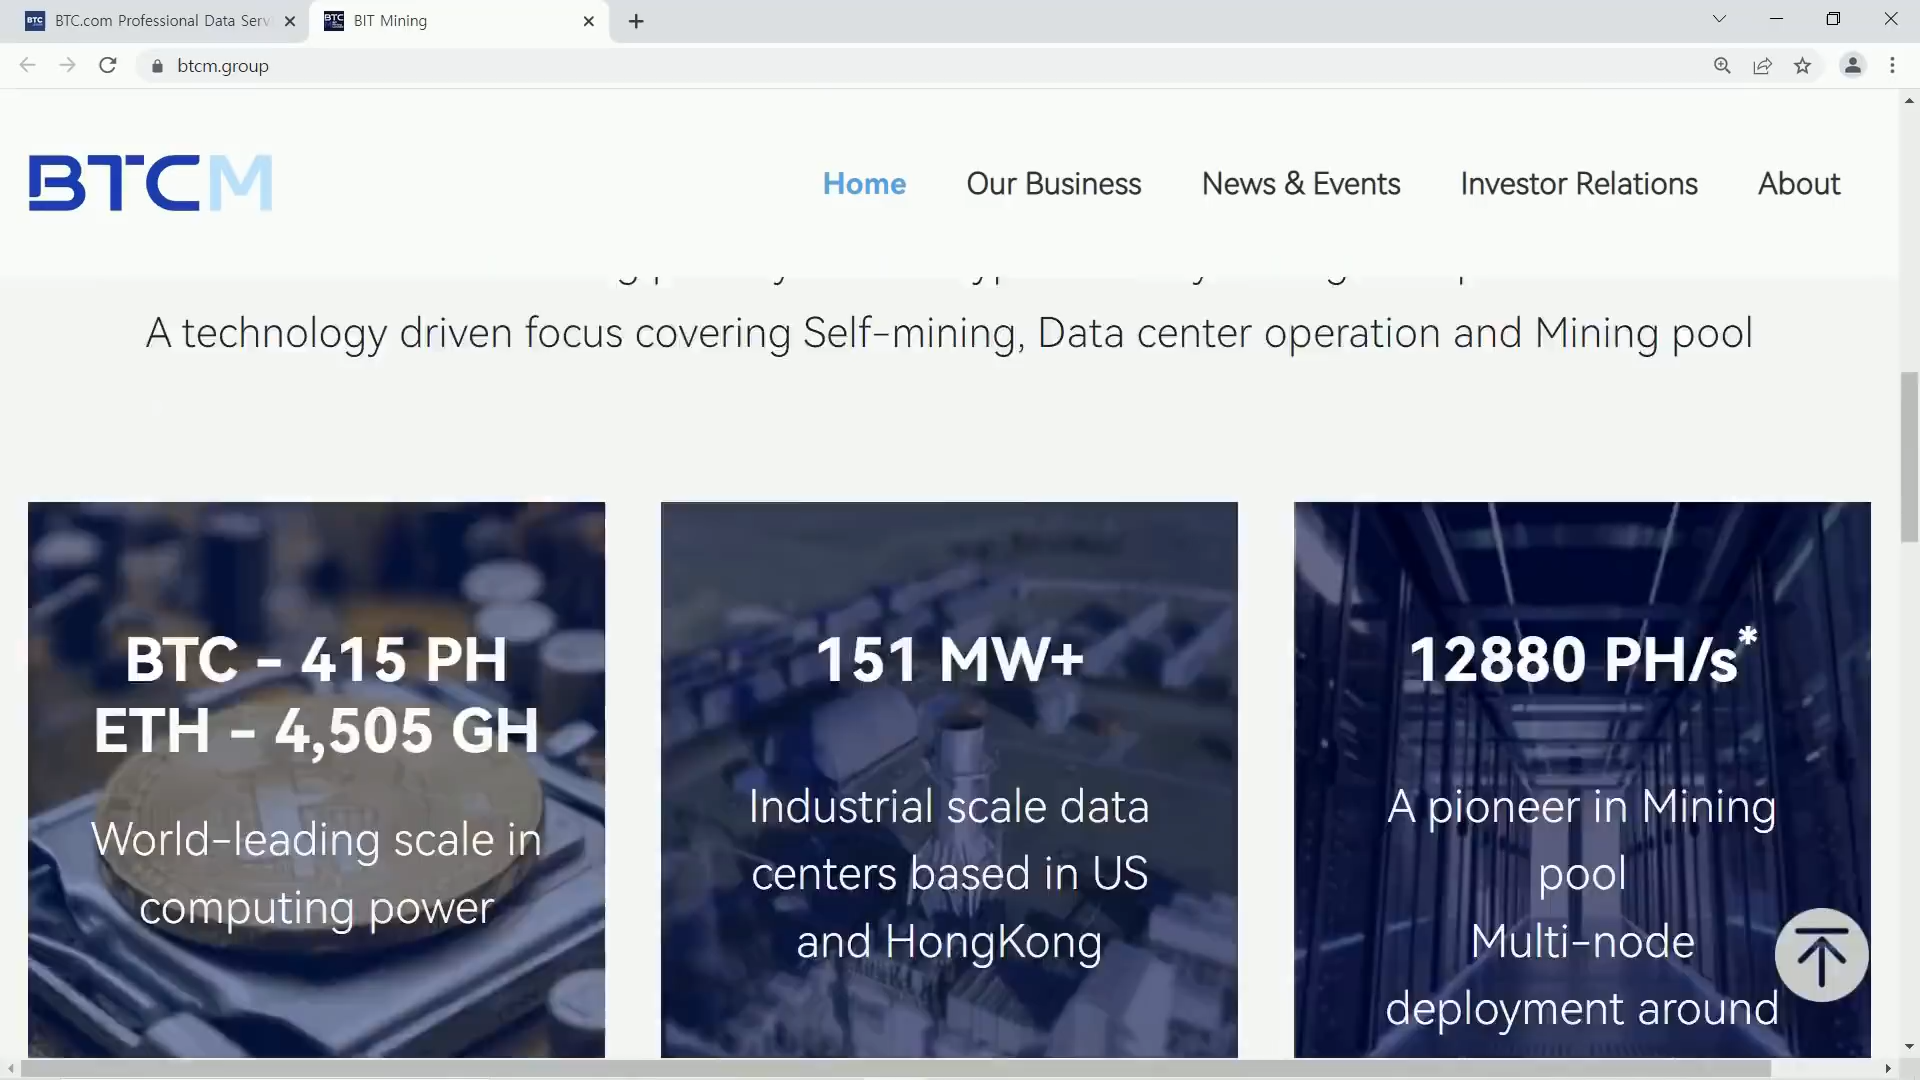 BTC.com Professional Data Serv
BIT Mining
btcm.group
BTCM
Home
Our Business
News & Events
Investor Relations
About
A technology driven focus covering Self-mining, Data center operation and Mining pool
BTC - 415 PH
ETH - 4,505 GH
World-leading scale in
computing power
151 MW+
Industrial scale data
centers based in US
and HongKong
12880 PH/s*
A pioneer in Mining
pool
Multi-node
deployment around